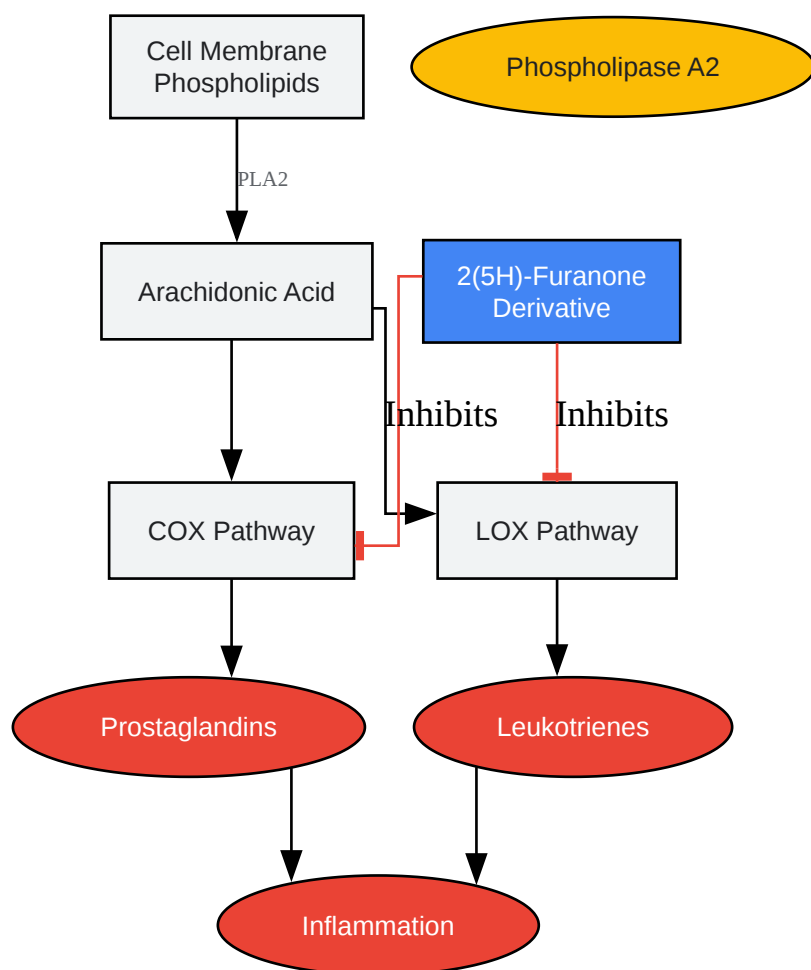 Cell Membrane
Phospholipids
Phospholipase A2
PLA2
Arachidonic Acid
2(5H)-Furanone
Derivative
Inhibits
Inhibits
COX Pathway
LOX Pathway
Prostaglandins
Leukotrienes
Inflammation